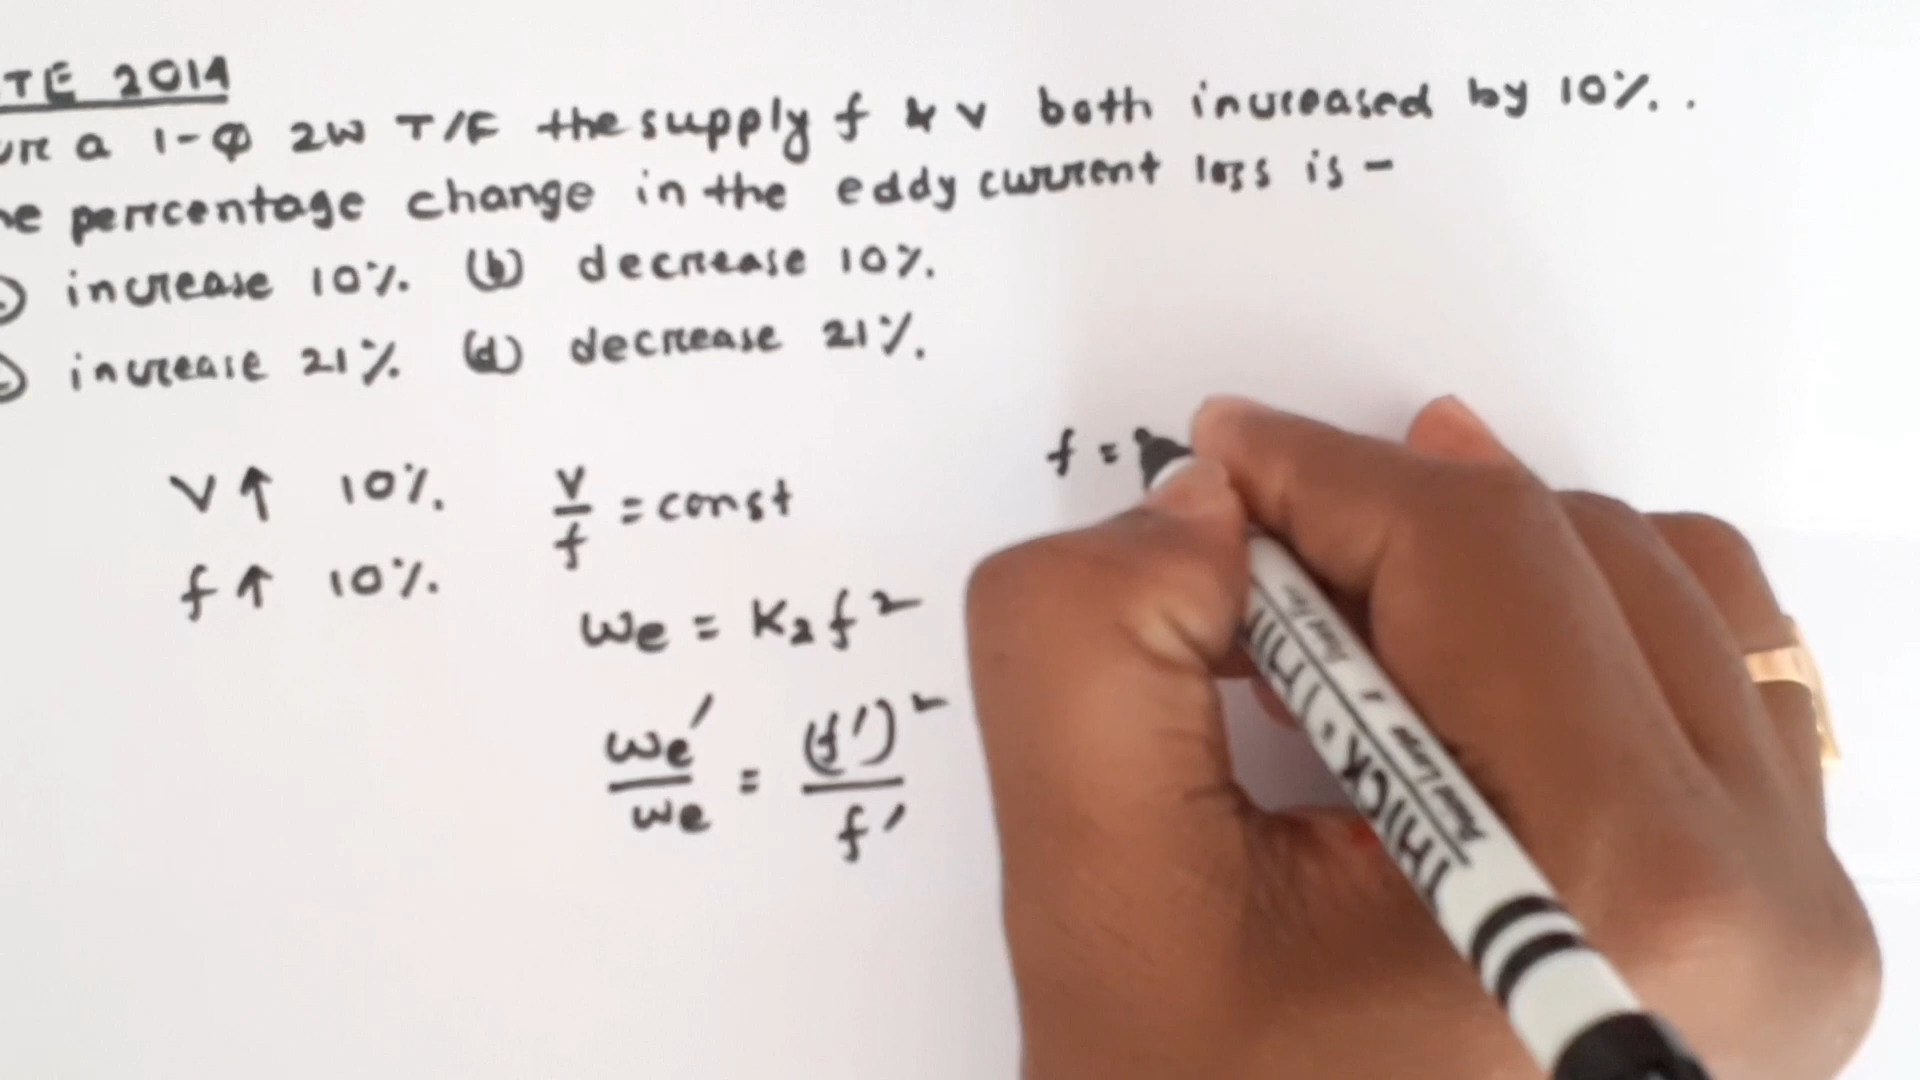 TE 2014
a 1-Φ 2W T/F the supply f & v both increased by 10%..
percentage change in the eddy current loss is -
increase 10%. (b) decrease 10%.
increase 21% (d) decrease 21%.
V↑ 10%. v/f = const f =
f↑ 10%.
We = K2 f²
We'/We = (f')²/f'
THICK